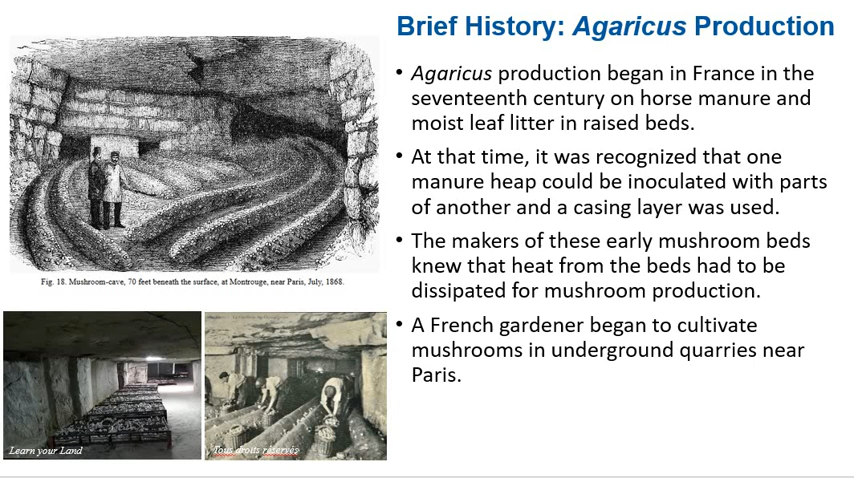 Brief History: Agaricus Production
• Agaricus production began in France in the
seventeenth century on horse manure and
moist leaf litter in raised beds.
• At that time, it was recognized that one
manure heap could be inoculated with parts
of another and a casing layer was used.
• The makers of these early mushroom beds
knew that heat from the beds had to be
dissipated for mushroom production.
• A French gardener began to cultivate
mushrooms in underground quarries near
Paris.
Fig. 18. Mushroom-cave, 70 feet beneath the surface, at Montrouge, near Paris, July, 1868.
Learn your Land
Tous droits réservés